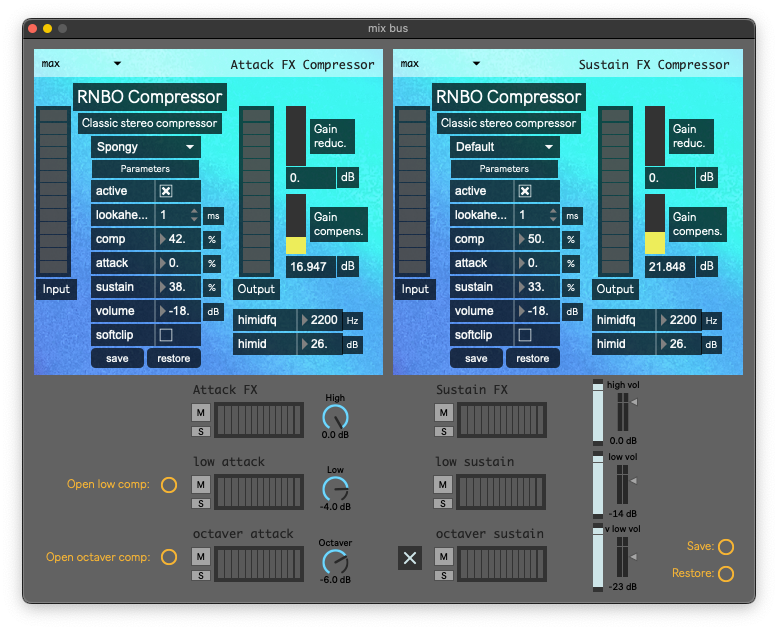 mix bus
max
Attack FX Compressor
RNBO Compressor
Classic stereo compressor
Spongy
Parameters
active
lookahe... 1 ms
comp 42. %
attack 0. %
sustain 38. %
volume -18. dB
softclip
save restore
Input
Gain
reduc.
0. dB
Gain
compens.
16.947 dB
Output
himidfq 2200 Hz
himid 26. dB
max
Sustain FX Compressor
RNBO Compressor
Classic stereo compressor
Default
Parameters
active
lookahe... 1 ms
comp 50. %
attack 0. %
sustain 33. %
volume -18. dB
softclip
save restore
Input
Gain
reduc.
0. dB
Gain
compens.
21.848 dB
Output
himidfq 2200 Hz
himid 26. dB
Attack FX
M
S
High
0.0 dB
Sustain FX
M
S
high vol
0.0 dB
Open low comp:
low attack
M
S
Low
-4.0 dB
low sustain
M
S
low vol
-14 dB
Open octaver comp:
octaver attack
M
S
Octaver
-6.0 dB
octaver sustain
M
S
v low vol
-23 dB
Save:
Restore: